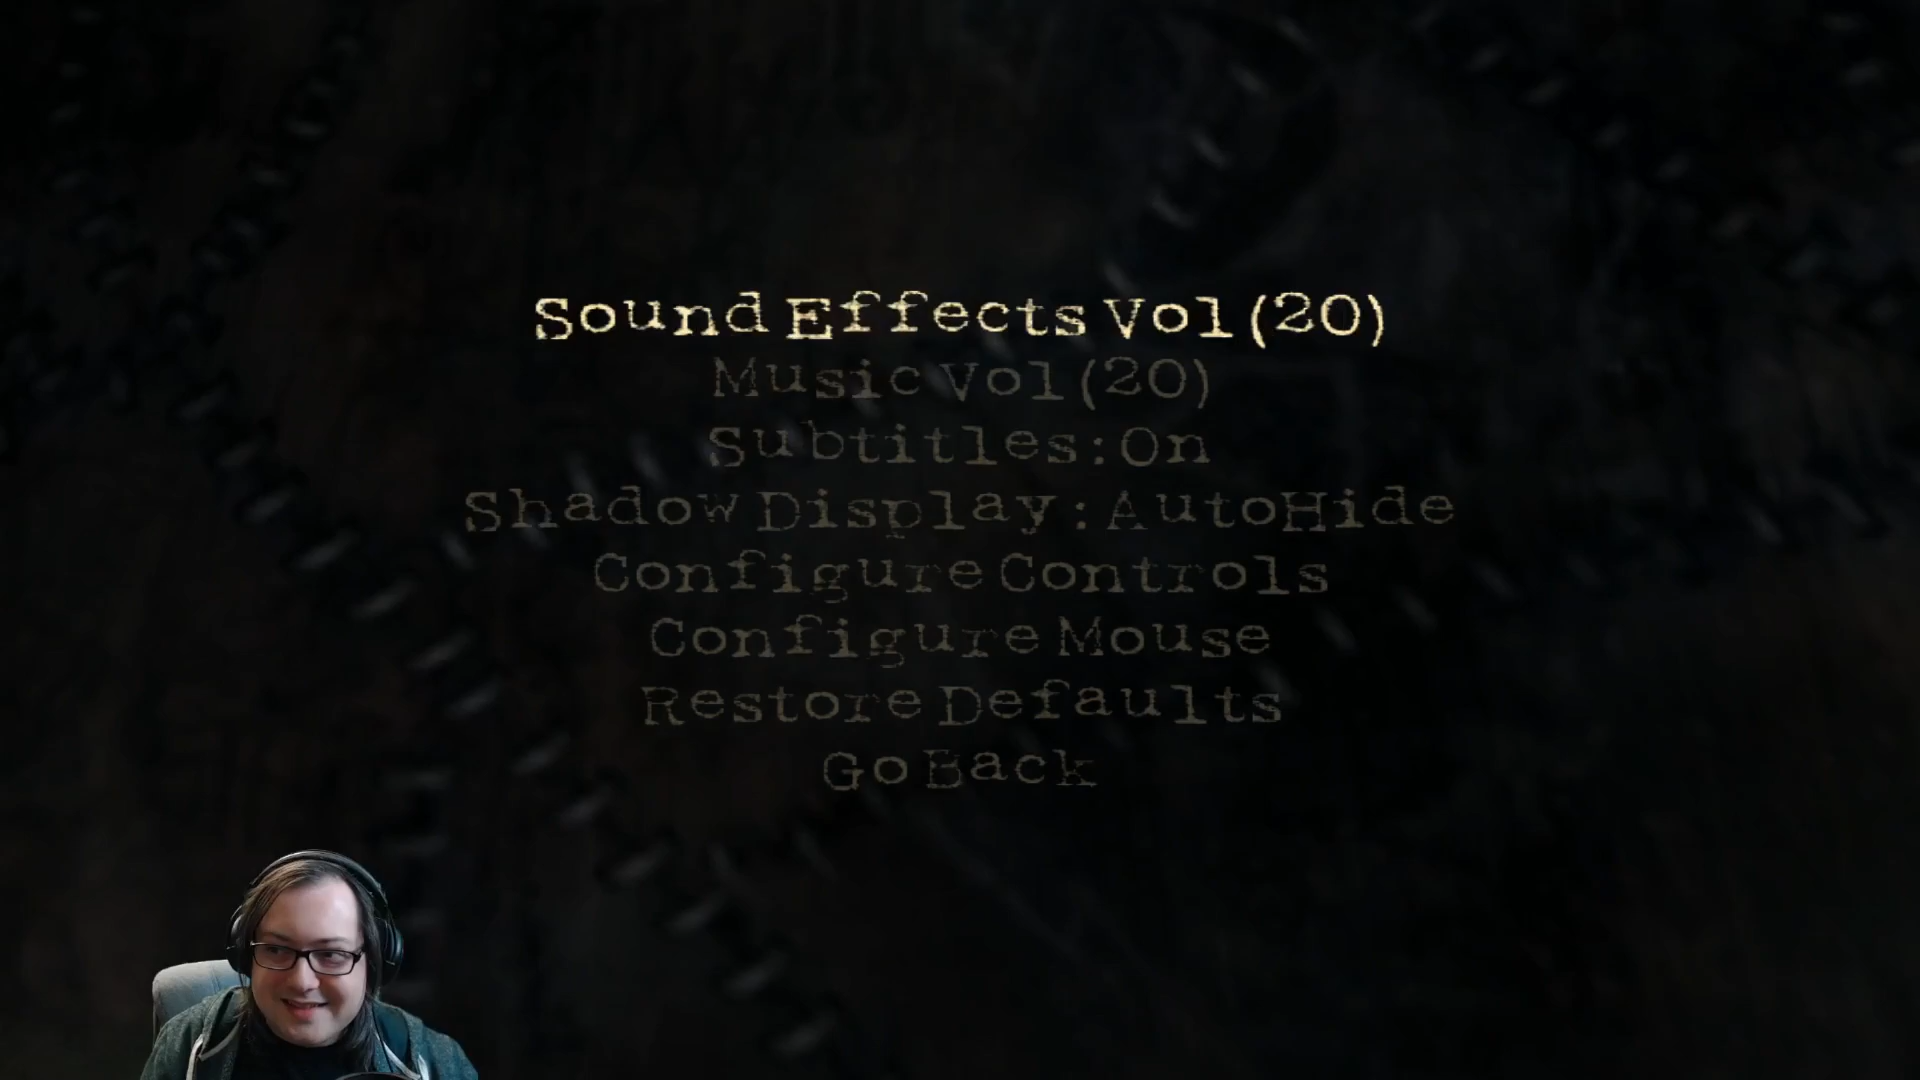 Sound Effects Vol (20)
Music Vol (20)
Subtitles: On
Shadow Display: AutoHide
Configure Controls
Configure Mouse
Restore Defaults
Go Back